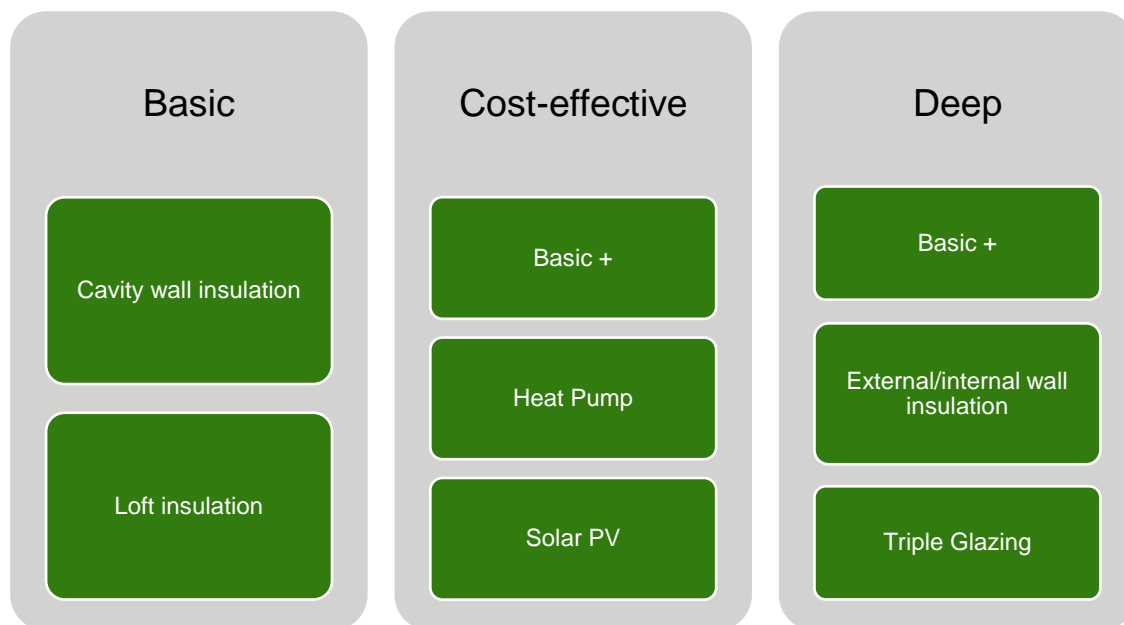 Basic
Cavity wall insulation
Loft insulation
Cost-effective
Basic +
Heat Pump
Solar PV
Deep
Basic +
External/internal wall
insulation
Triple Glazing